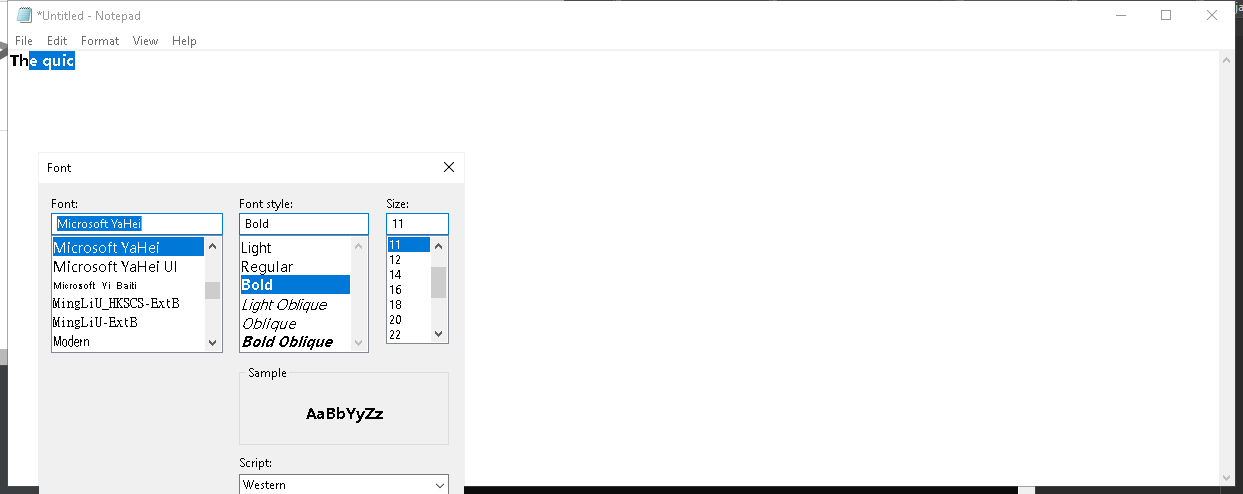 *Untitled - Notepad
File Edit Format View Help
The quic
Font
Font: Font style: Size:
Microsoft YaHei Bold 11
Microsoft YaHei Light 11
Microsoft YaHei UI Regular 12
Microsoft Yi Baiti Bold 14
MingLiU_HKSCS-ExtB Light Oblique 16
MingLiU-ExtB Oblique 18
Modern Bold Oblique 20
22
Sample
AaBbYyZz
Script:
Western